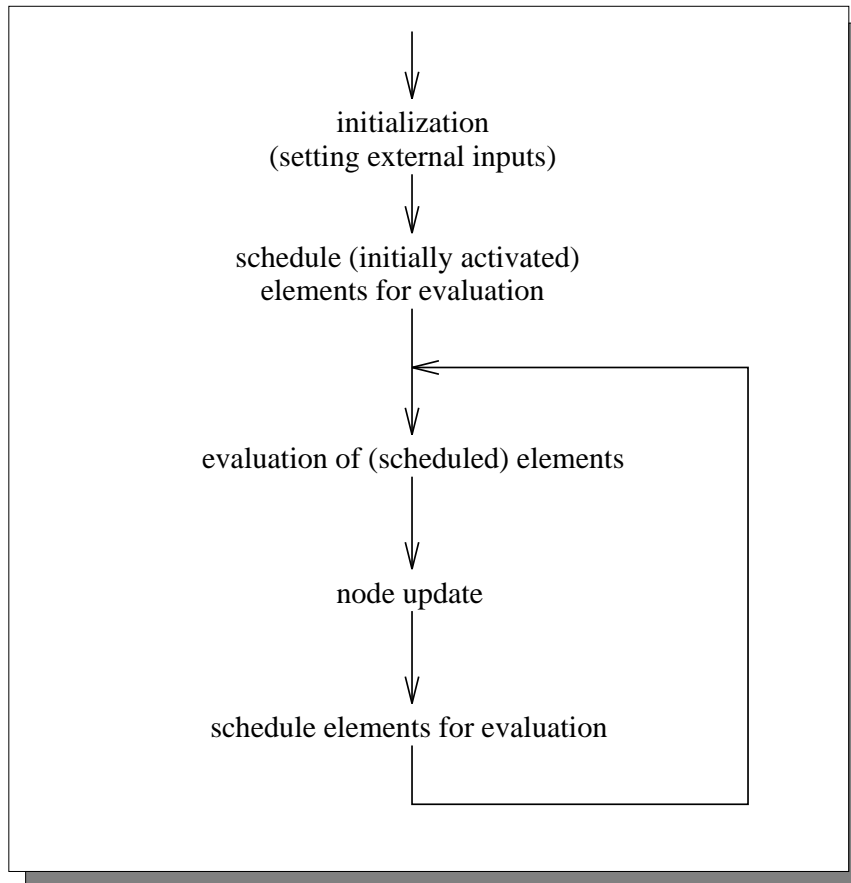 initialization
(setting external inputs)
schedule (initially activated)
elements for evaluation
evaluation of (scheduled) elements
node update
schedule elements for evaluation